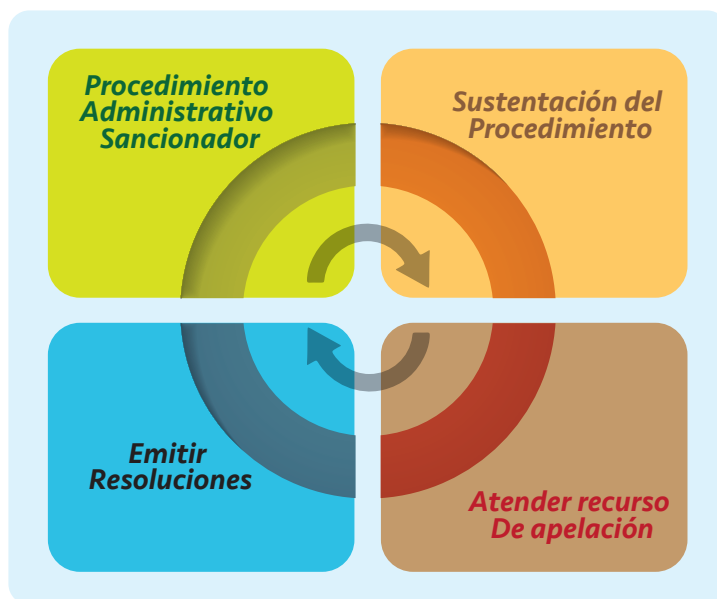 Procedimiento
Administrativo
Sancionador
Sustentación del
Procedimiento
Emitir
Resoluciones
Atender recurso
De apelación